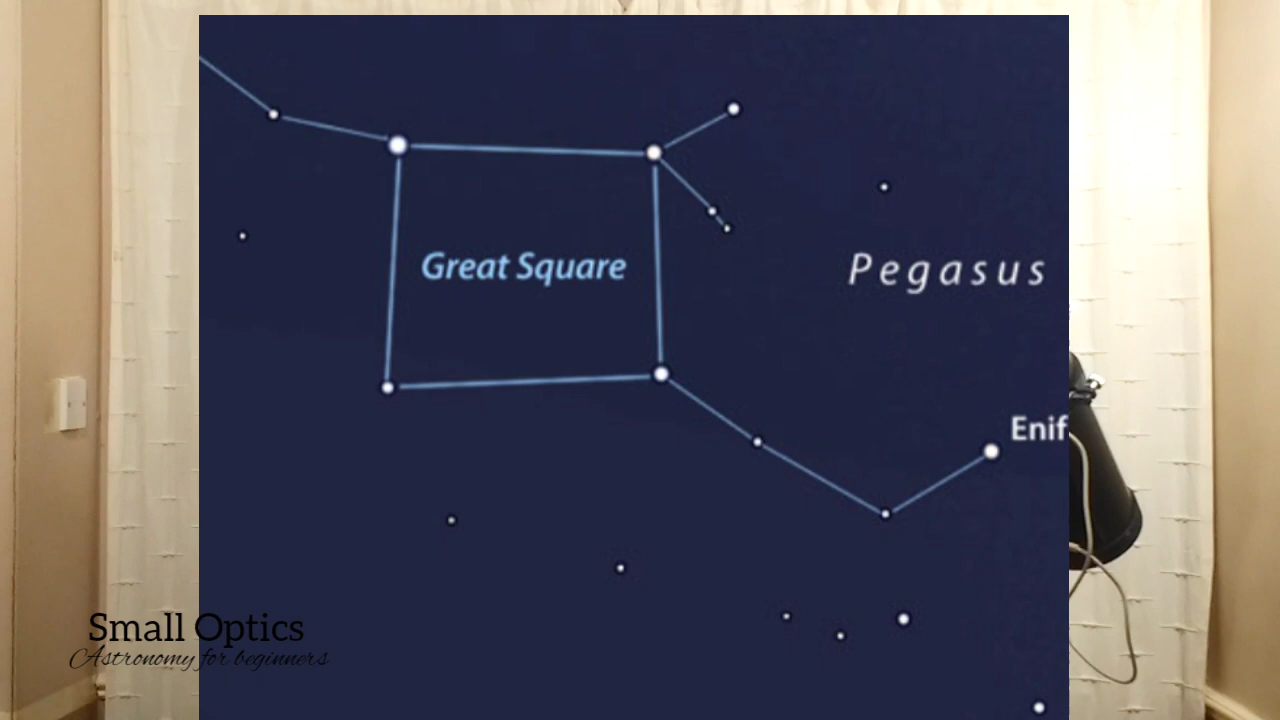 Great Square
Pegasus
Enif
Small Optics
Astronomy for beginners